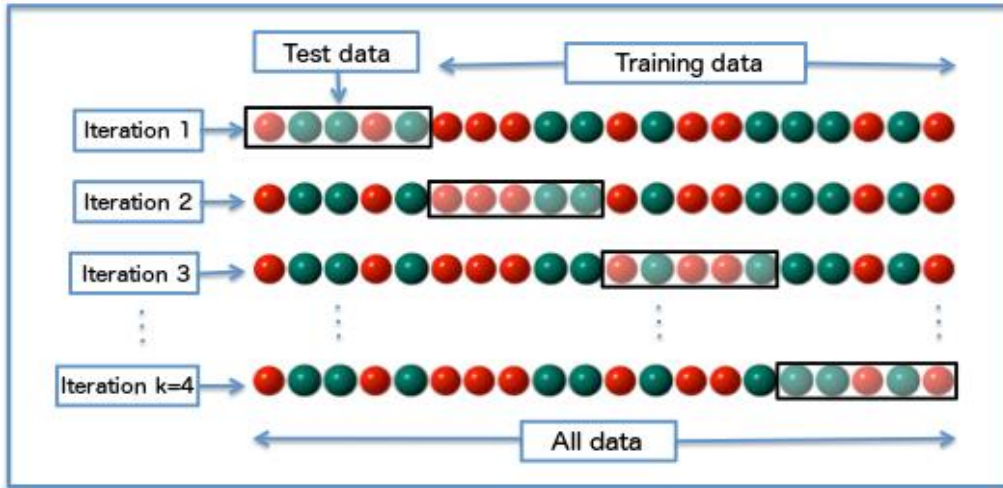 Test data
Training data
Iteration 1
Iteration 2
Iteration 3
Iteration k=4
All data